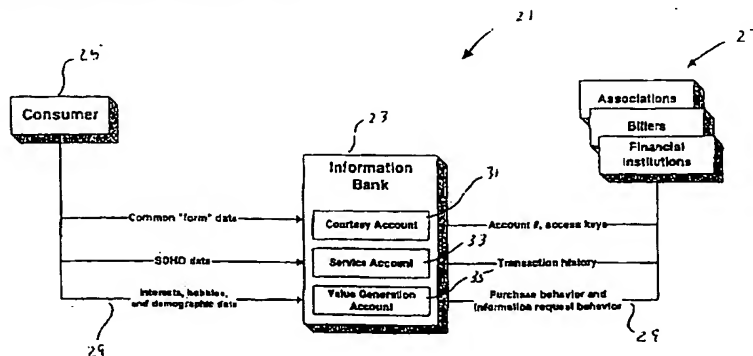 21
25
27
Consumer
Associations
Billers
Financial
Institutions
23
Information
Bank
31
Common "form" data
Courtesy Account
Account #, access keys
33
SOHO data
Service Account
Transaction history
35
Interests, hobbies,
and demographic data
Value Generation
Account
Purchase behavior and
information request behavior
29
29